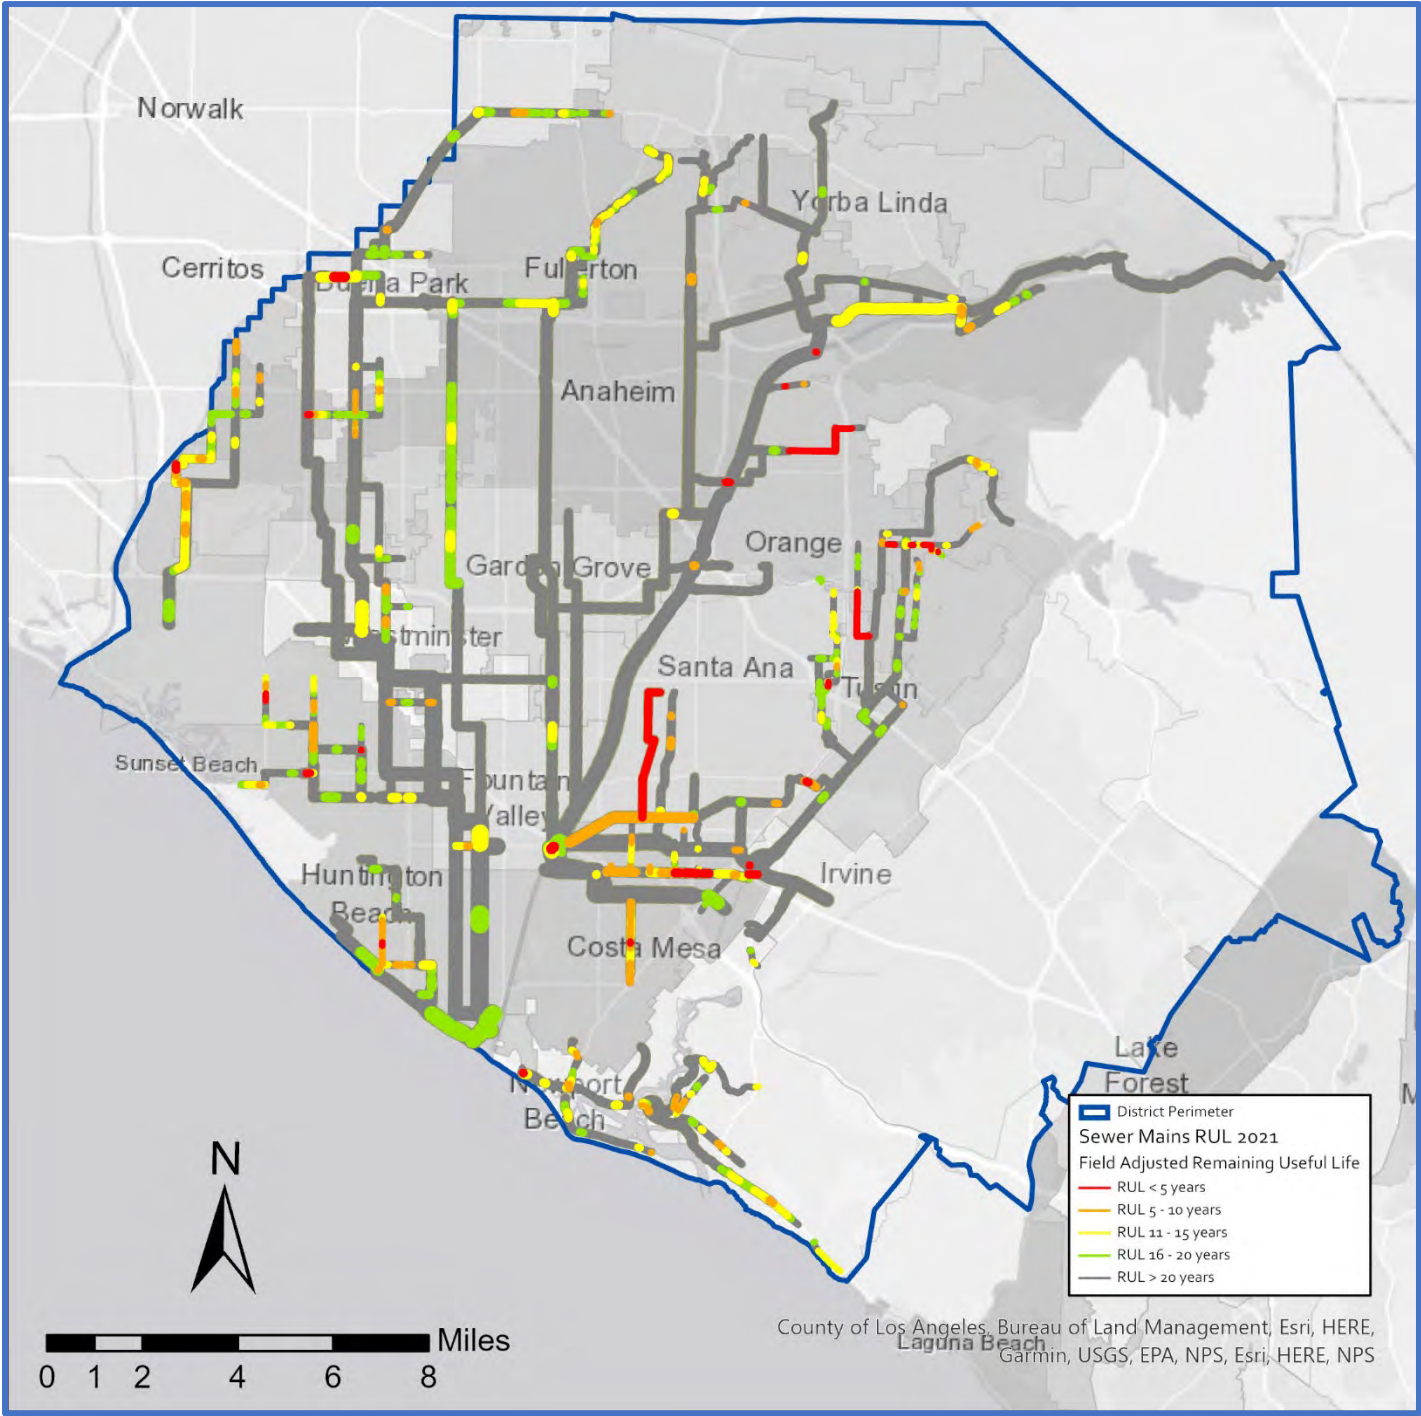 Norwalk
Yorba Linda
Cerritos
Fullerton
Buena Park
Anaheim
Orange
Garden Grove
Westminster
Santa Ana
Tustin
Sunset Beach
Fountain
Valley
Irvine
Huntington
Beach
Costa Mesa
Lake
Forest
Newport
Beach
M
District Perimeter
Sewer Mains RUL 2021
Field Adjusted Remaining Useful Life
RUL < 5 years
RUL 5 - 10 years
RUL 11 - 15 years
RUL 16 - 20 years
RUL > 20 years
N
Miles
0 1 2 4 6 8
County of Los Angeles, Bureau of Land Management, Esri, HERE,
Laguna Beach
Garmin, USGS, EPA, NPS, Esri, HERE, NPS